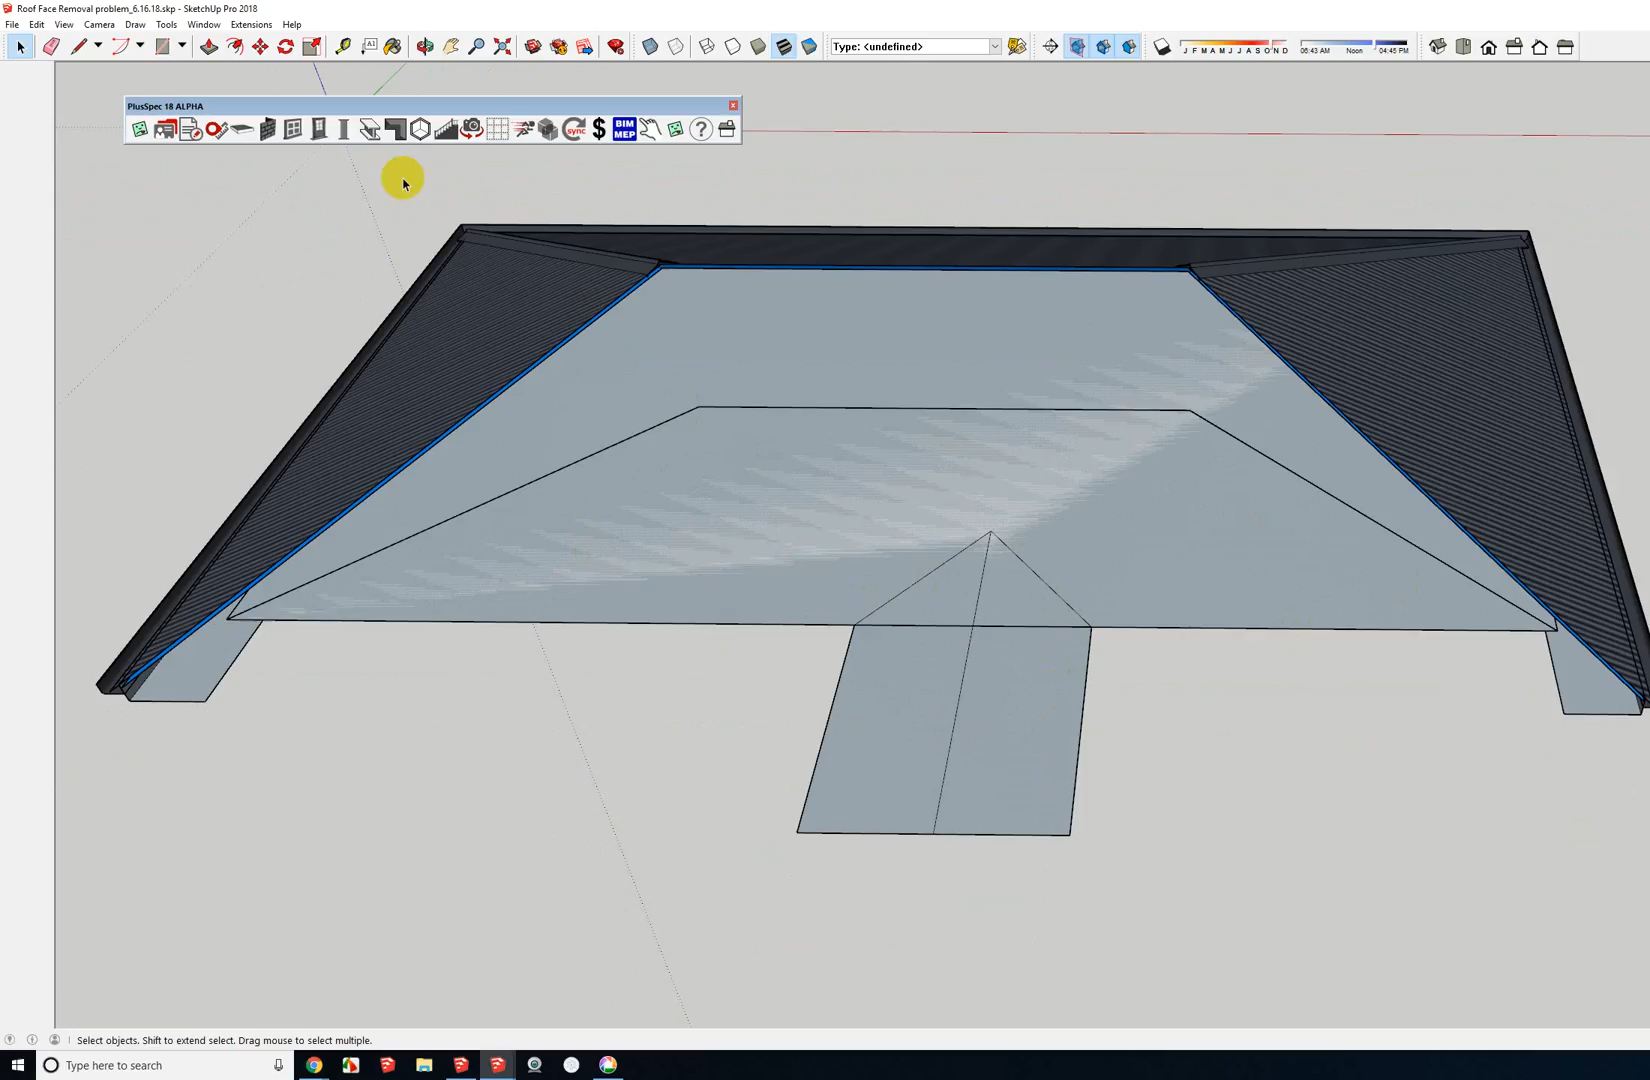 Roof Face Removal problem_6.16.18.skp - SketchUp Pro 2018
File Edit View Camera Draw Tools Window Extensions Help
A1
Type: <undefined>
J F M A M J J A S O N D
06:43 AM Noon 04:45 PM
PlusSpec 18 ALPHA
sync $ BIM MEP ?
Select objects. Shift to extend select. Drag mouse to select multiple.
Type here to search